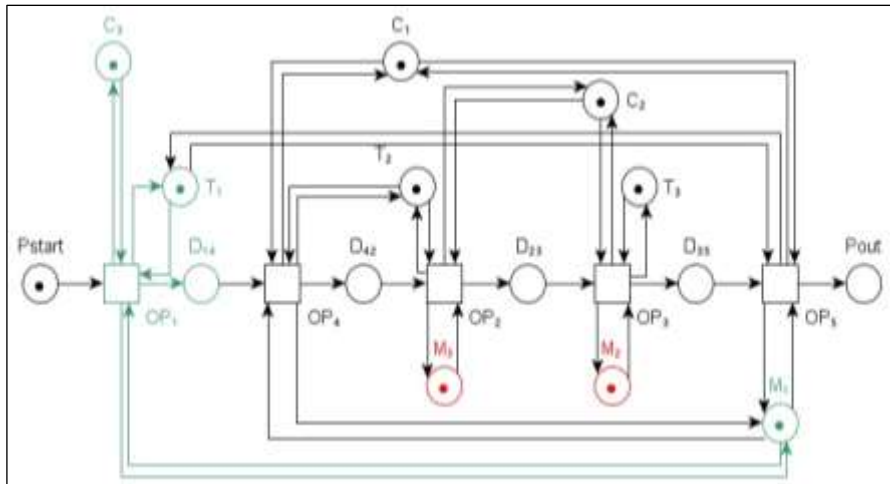 C₃
C₁
C₂
T₂
T₁
T₃
Pstart
D₁₄
D₄₂
D₂₃
D₃₅
Pout
OP₁
OP₄
OP₂
OP₃
OP₅
M₃
M₂
M₁